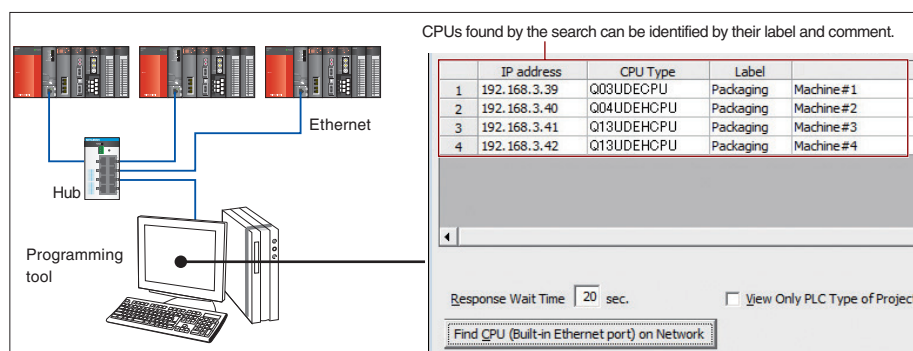 CPUs found by the search can be identified by their label and comment.
IP address CPU Type Label
1 192.168.3.39 Q03UDECPU Packaging Machine#1
2 192.168.3.40 Q04UDEHCPU Packaging Machine#2
3 192.168.3.41 Q13UDEHCPU Packaging Machine#3
4 192.168.3.42 Q13UDEHCPU Packaging Machine#4
Ethernet
Hub
Programming
tool
Response Wait Time 20 sec.
View Only PLC Type of Project
Find CPU (Built-in Ethernet port) on Network